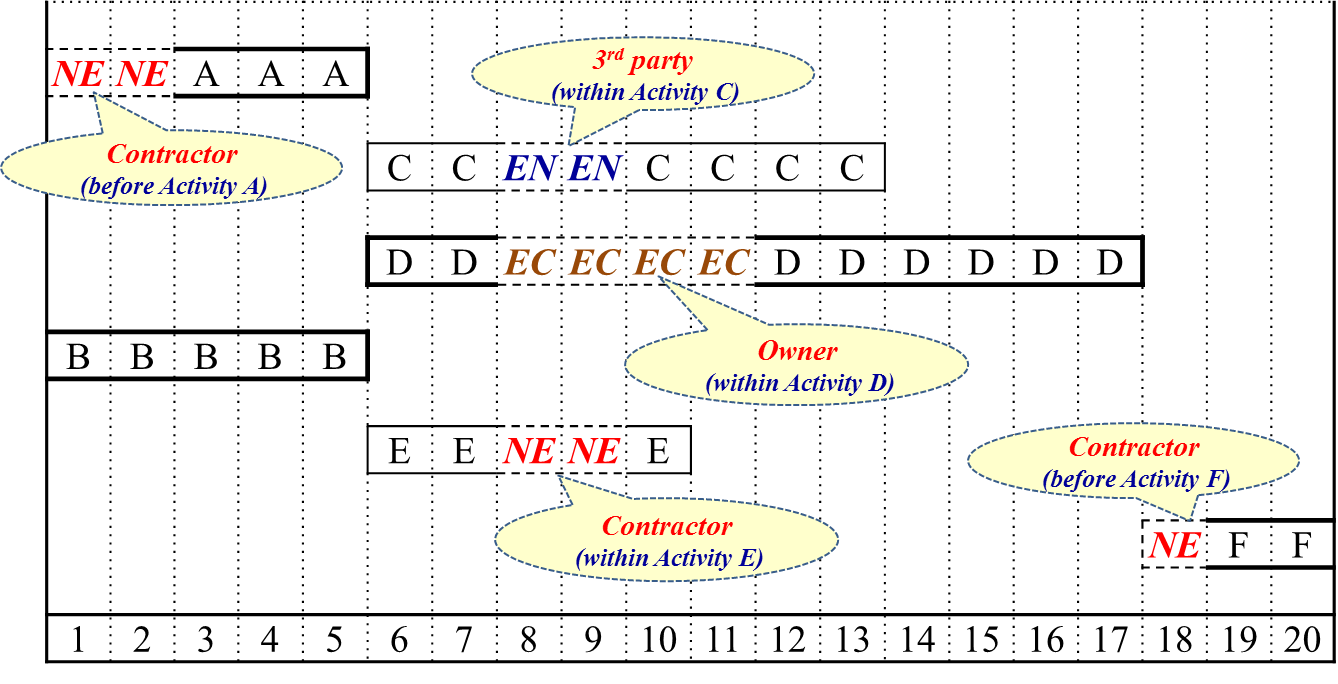 NE NE A A A
3rd party
(within Activity C)
Contractor
(before Activity A)
C C EN EN C C C C
D D EC EC EC EC D D D D D D
Owner
(within Activity D)
B B B B B
E E NE NE E
Contractor
(before Activity F)
Contractor
(within Activity E)
NE F F
1 2 3 4 5 6 7 8 9 10 11 12 13 14 15 16 17 18 19 20